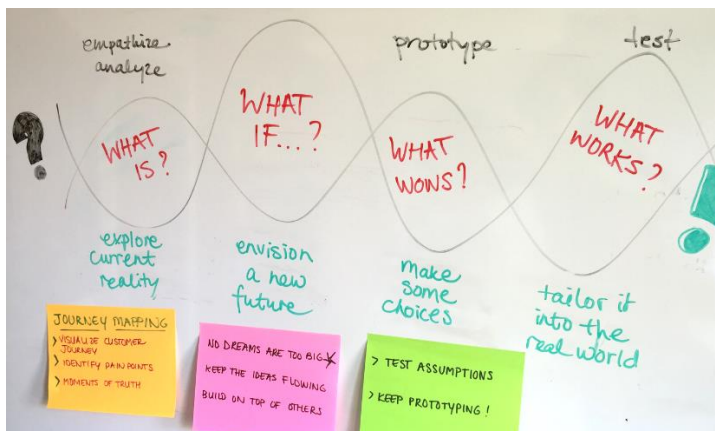 empathize
analyze
prototype
test
?
WHAT
IS?
WHAT
IF...?
WHAT
WOWS?
WHAT
WORKS?
!
explore
current
reality
envision
a new
future
make
some
choices
tailor it
into the
real world
JOURNEY MAPPING
> VISUALIZE CUSTOMER
JOURNEY
> IDENTIFY PAINPOINTS
> MOMENTS OF TRUTH
NO DREAMS ARE TOO BIG
KEEP THE IDEAS FLOWING
BUILD ON TOP OF OTHERS
> TEST ASSUMPTIONS
> KEEP PROTOTYPING!